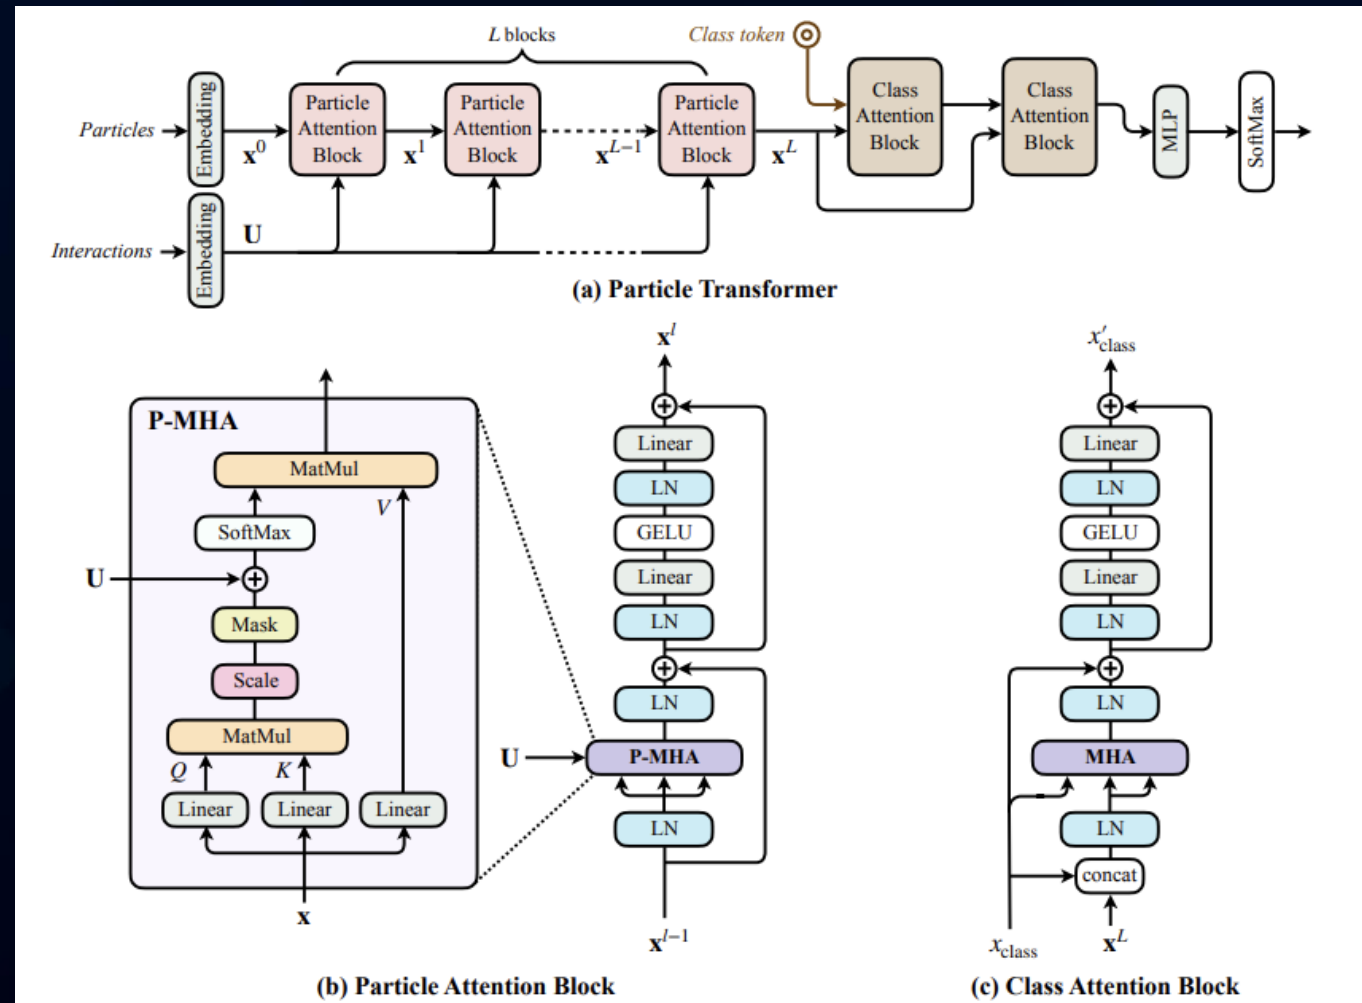 L blocks
Class token
Particles
Embedding
x⁰
Particle
Attention
Block
x¹
Particle
Attention
Block
xᴸ⁻¹
Particle
Attention
Block
xᴸ
Class
Attention
Block
Class
Attention
Block
MLP
SoftMax
Interactions
Embedding
U
(a) Particle Transformer
P-MHA
MatMul
V
SoftMax
U
Mask
Scale
MatMul
Q
K
Linear
Linear
Linear
x
xˡ
Linear
LN
GELU
Linear
LN
LN
U
P-MHA
LN
xˡ⁻¹
(b) Particle Attention Block
x′class
Linear
LN
GELU
Linear
LN
LN
MHA
LN
concat
xclass
xᴸ
(c) Class Attention Block